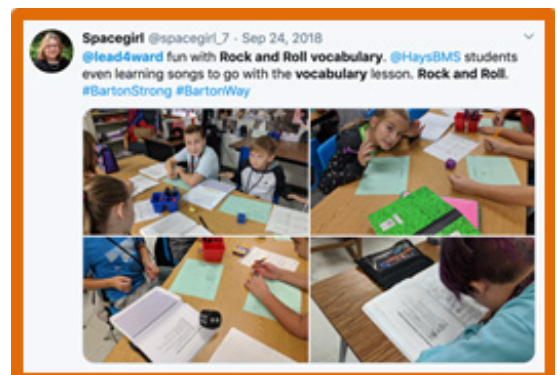 Spacegirl @spacegirl_7 · Sep 24, 2018
@lead4ward fun with Rock and Roll vocabulary. @HaysBMS students
even learning songs to go with the vocabulary lesson. Rock and Roll.
#BartonStrong #BartonWay